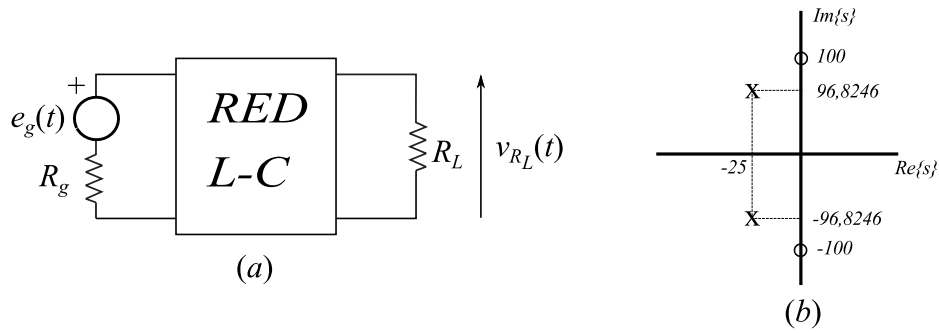 +
e_g(t)
R_g
RED
L-C
R_L
v_{R_L}(t)
(a)
Im{s}
100
X
96,8246
-25
Re{s}
X
-96,8246
-100
(b)